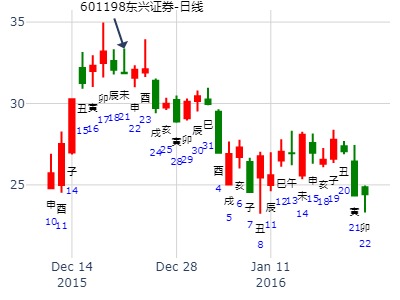 601198东兴证券-日线
35
30
25
申 10
酉 11
子 14
丑 15
寅 16
卯 17
辰 18
未 21
申 22
酉 23
戌 24
亥 25
寅 28
卯 29
辰 30
巳 31
酉 4
戌 5
亥 6
子 7
丑 8
辰 11
巳 12
午 13
未 14
申 15
亥 18
子 19
丑 20
寅 21
卯 22
Dec 14
2015
Dec 28
Jan 11
2016